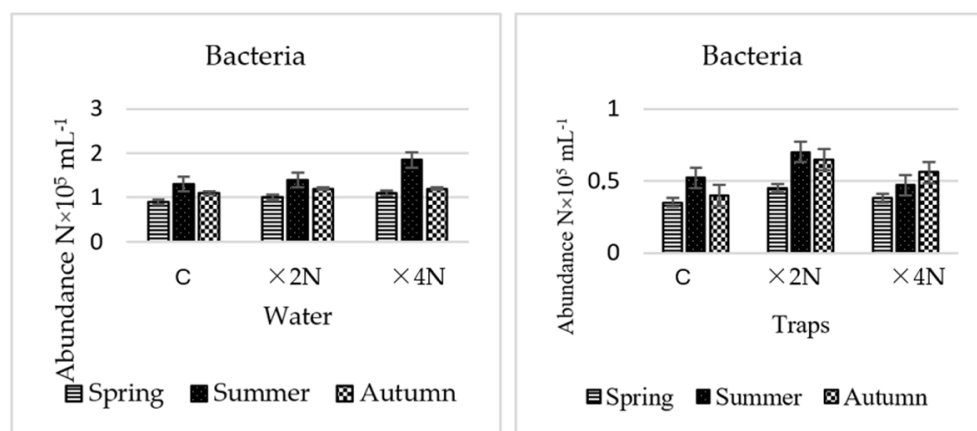 Bacteria
Abundance N×10⁵ mL⁻¹
3
2
1
0
C ×2N ×4N
Water
Spring Summer Autumn
Bacteria
Abundance N×10⁵ mL⁻¹
1
0.5
0
C ×2N ×4N
Traps
Spring Summer Autumn